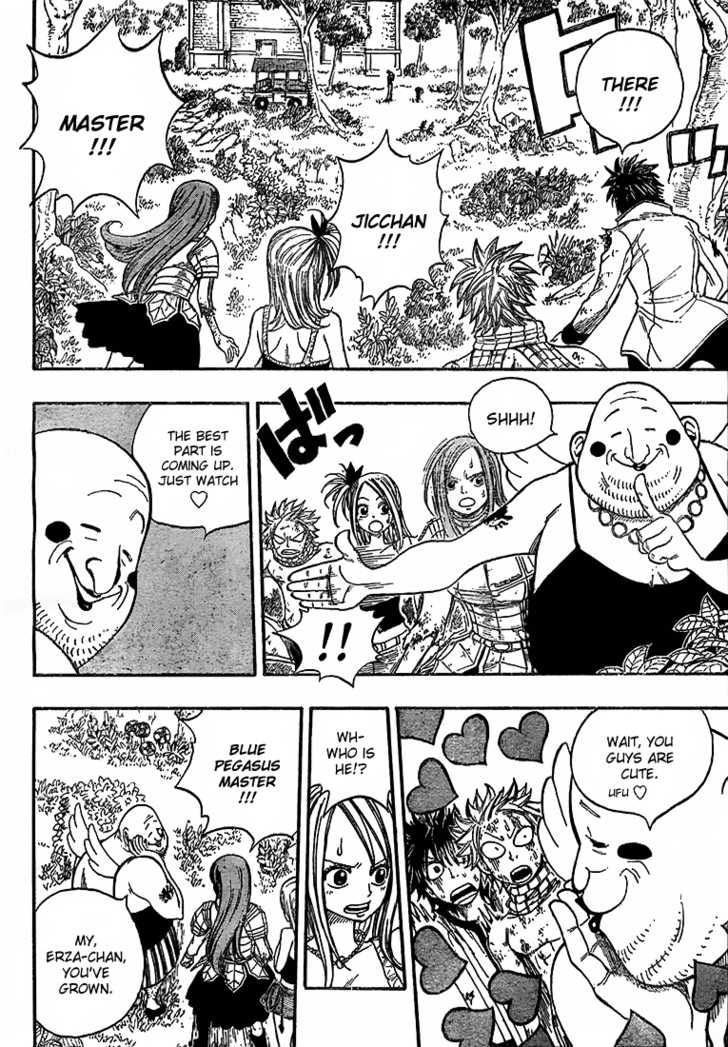 THERE
!!!
JICCHAN
!!!
MASTER
!!!
SHHH!
ばっ
!!
THE BEST
PART IS
COMING UP.
JUST WATCH
♡
WAIT, YOU
GUYS ARE
CUTE.
UFU ♡
WH-
WHO IS
HE!?
BLUE
PEGASUS
MASTER
!!!
MY,
ERZA-CHAN,
YOU'VE
GROWN.